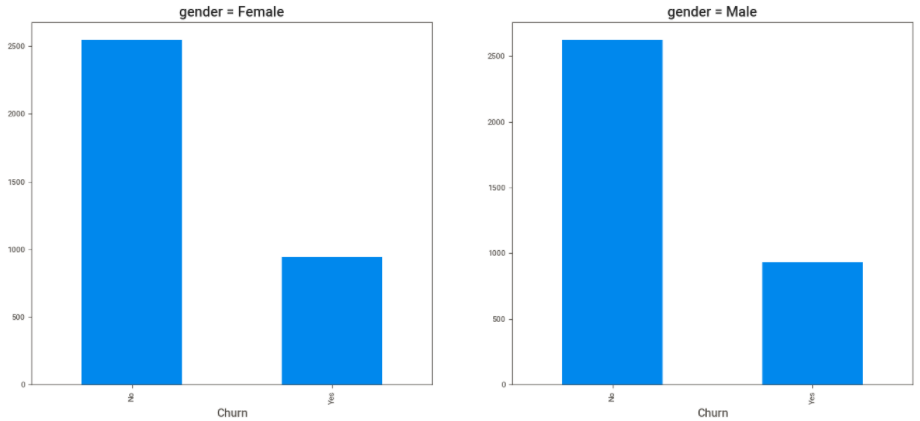 gender = Female
2500
2000
1500
1000
500
0
No
Yes
Churn
gender = Male
2500
2000
1500
1000
500
0
No
Yes
Churn